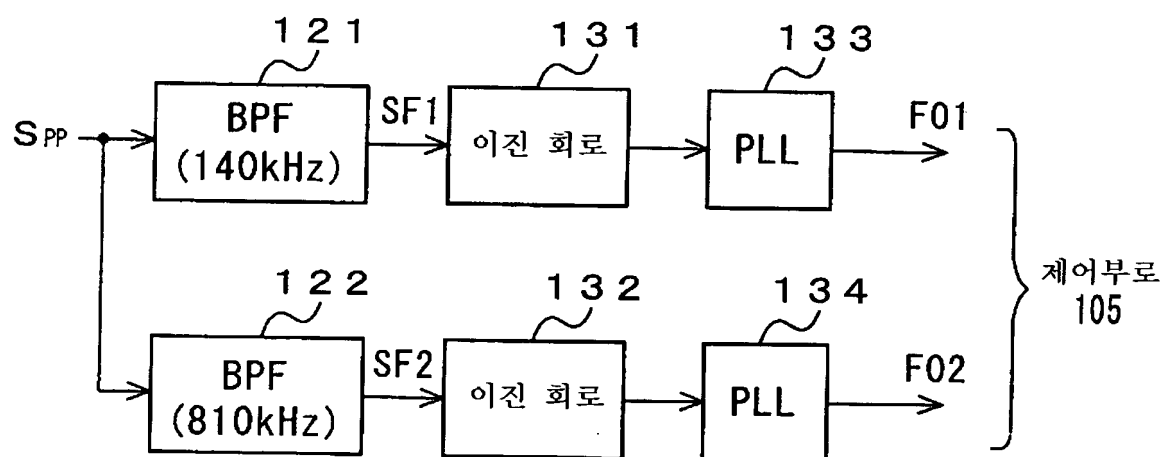 121
131
133
SPP
BPF
(140kHz)
SF1
이진 회로
PLL
F01
122
132
134
제어부로
105
BPF
(810kHz)
SF2
이진 회로
PLL
F02